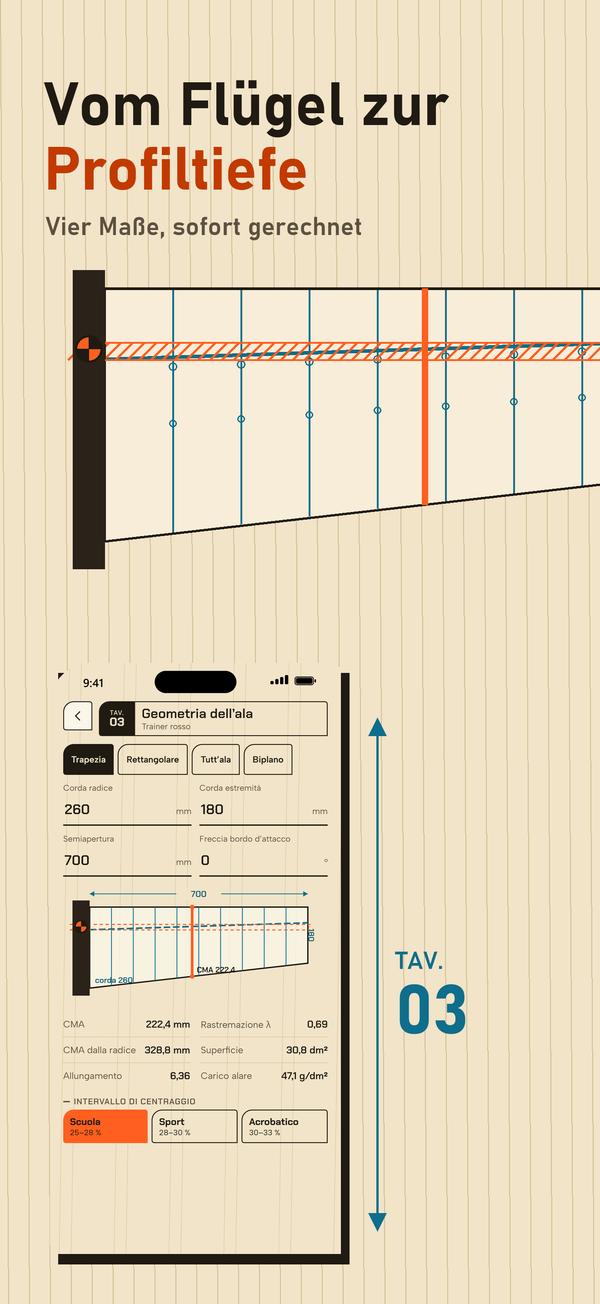 Vom Flügel zur
Profiltiefe
Vier Maße, sofort gerechnet
9:41
TAV.
03
Geometria dell'ala
Trainer rosso
Trapezia
Rettangolare
Tutt'ala
Biplano
Corda radice
Corda estremità
260 mm
180 mm
Semiapertura
Freccia bordo d'attacco
700 mm
0 °
700
180
CMA 222,4
corda 260
CMA 222,4 mm
Rastremazione λ 0,69
CMA dalla radice 328,8 mm
Superficie 30,8 dm²
Allungamento 6,36
Carico alare 47,1 g/dm²
— INTERVALLO DI CENTRAGGIO
Scuola
25–28 %
Sport
28–30 %
Acrobatico
30–33 %
TAV.
03